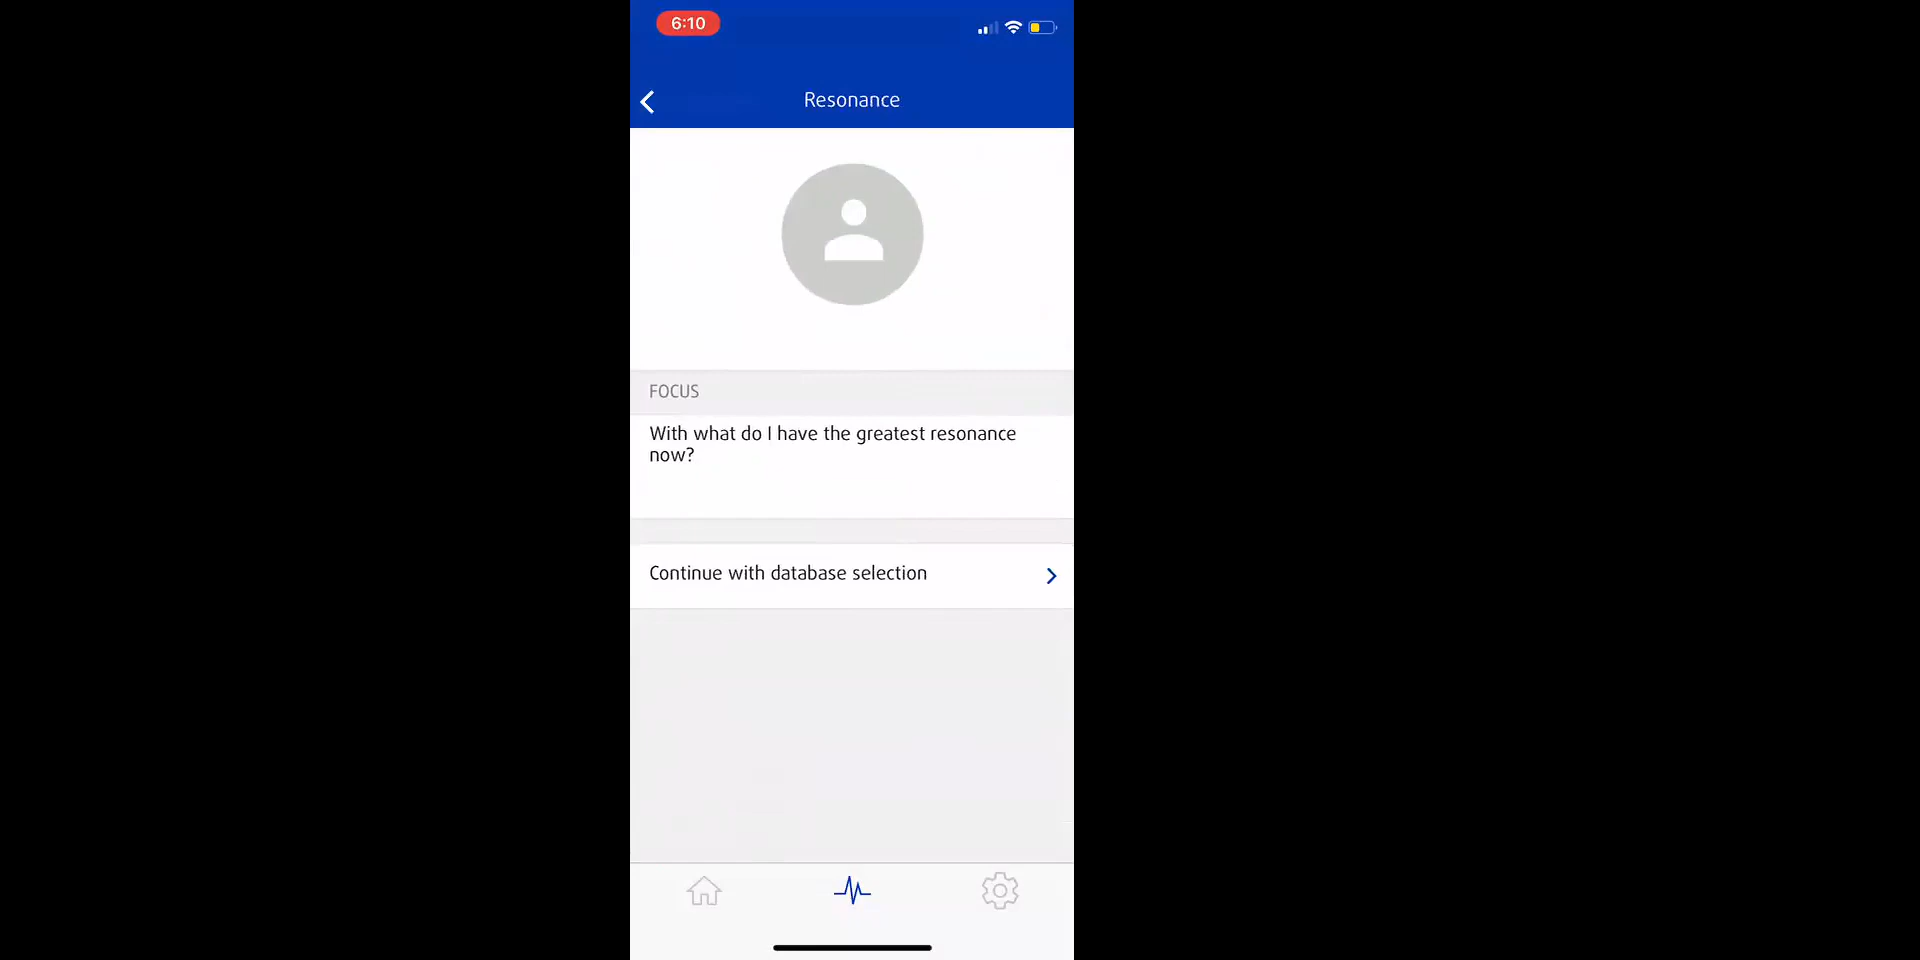 6:10
Resonance
FOCUS
With what do I have the greatest resonance
now?
Continue with database selection